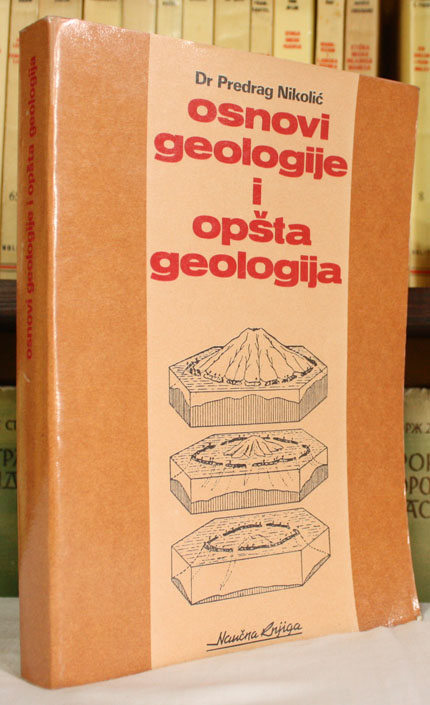 Dr Predrag Nikolić
osnovi
geologije
i
opšta
geologija
Naučna Knjiga
osnovi geologije i opšta geologija